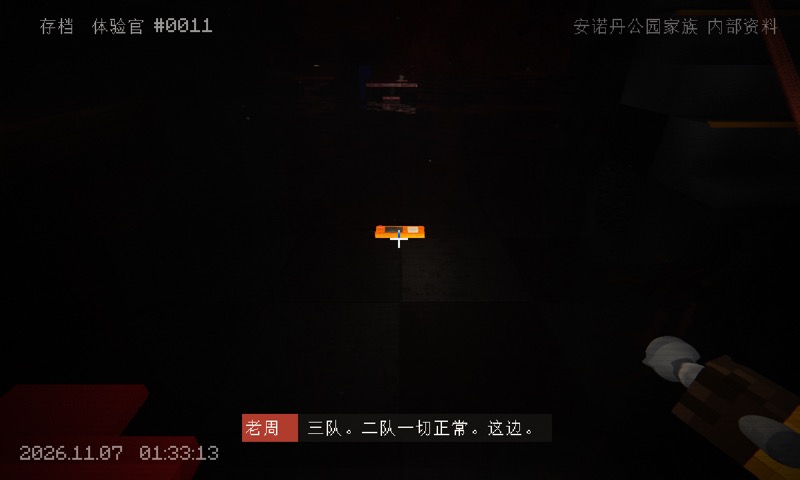 存档 体验官 #0011
安诺丹公园家族 内部资料
老周 三队。二队一切正常。这边。
2026.11.07 01:33:13